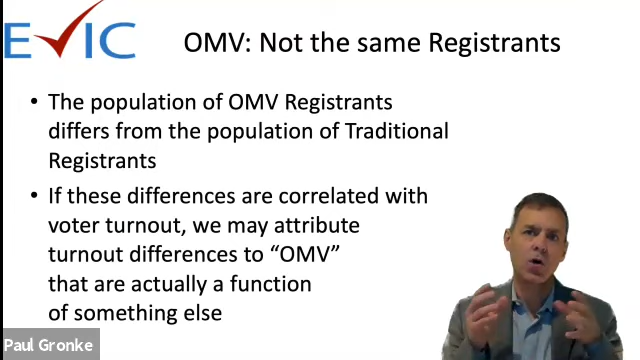 EVIC
OMV: Not the same Registrants
• The population of OMV Registrants
differs from the population of Traditional
Registrants
• If these differences are correlated with
voter turnout, we may attribute
turnout differences to “OMV”
that are actually a function
of something else
Paul Gronke